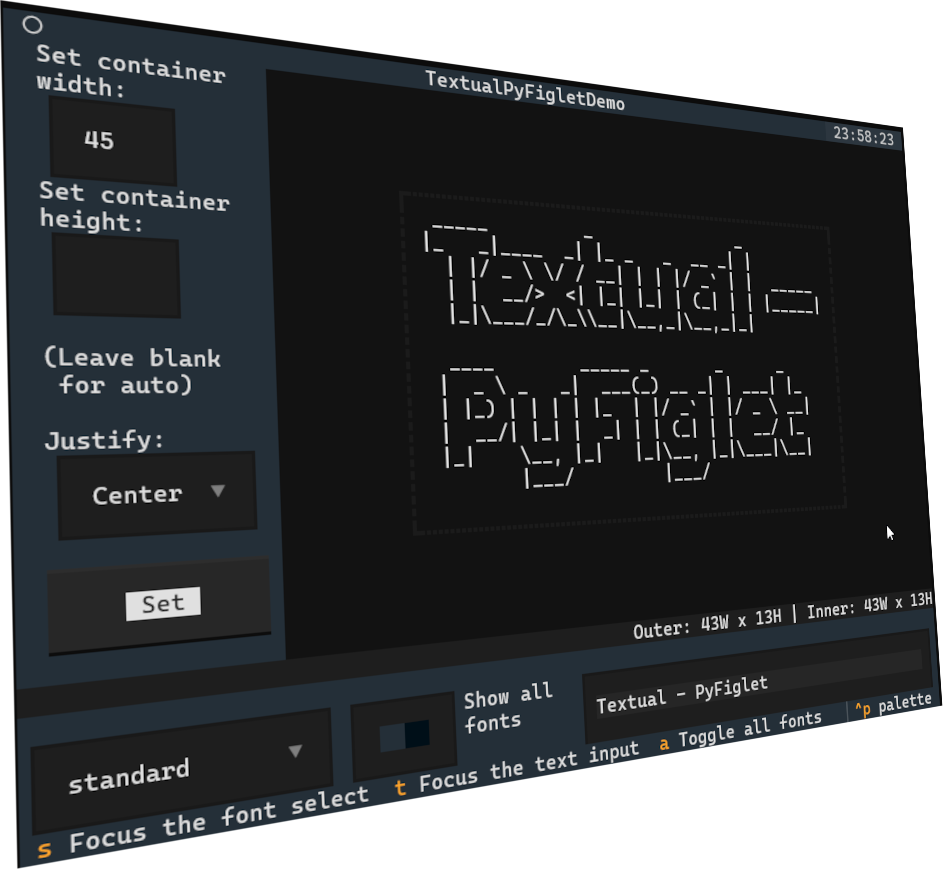 TextualPyFigletDemo
23:58:23
Set container
width:
45
Set container
height:
(Leave blank
for auto)
Justify:
Center ▼
Set
Textual -
PyFiglet
Outer: 43W x 13H | Inner: 43W x 13H
standard ▼
Show all
fonts
Textual - PyFiglet
s Focus the font select t Focus the text input a Toggle all fonts ^p palette